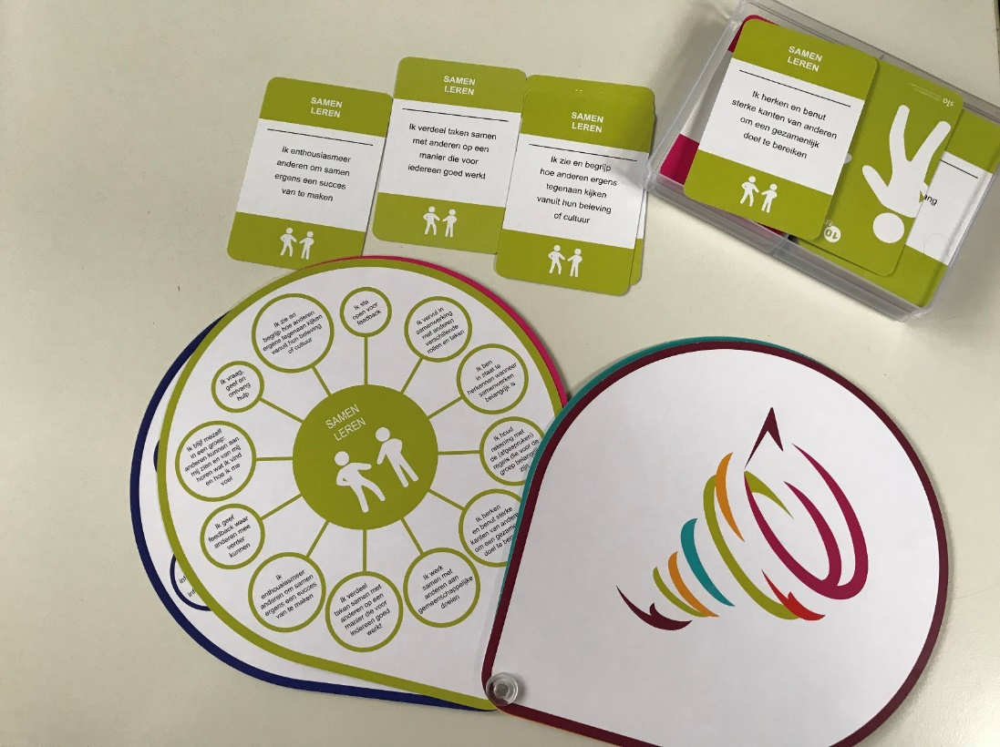 SAMEN
LEREN
Ik enthousiasmeer
anderen om samen
ergens een succes
van te maken
SAMEN
LEREN
Ik verdeel taken samen
met anderen op een
manier die voor
iedereen goed werkt
SAMEN
LEREN
Ik zie en begrijp
hoe anderen ergens
tegenaan kijken
vanuit hun beleving
of cultuur
SAMEN
LEREN
Ik herken en benut
sterke kanten van anderen
om een gezamenlijk
doel te bereiken
slo
10
SAMEN
LEREN
Ik sta
open voor
feedback
Ik vervul in
samenwerking
met anderen
verschillende
rollen en taken
Ik ben
in staat te
herkennen wanneer
samenwerken
belangrijk is
Ik houd
rekening met
de (afgesproken)
regels die voor de
groep belangrijk
zijn
Ik herken
en benut sterke
kanten van anderen
om een gezamen
doel te ber
Ik werk
samen met
anderen aan
gemeenschappelijke
doelen
Ik verdeel
taken samen met
anderen op een
manier die voor
iedereen goed
werkt
Ik
enthousiasmeer
anderen om samen
ergens een succes
van te maken
Ik geef
feedback waar
anderen mee
verder
kunnen
Ik blijf mezelf
in een groep:
anderen kunnen aan
mij zien en van mij
horen wat ik vind
en hoe ik me
voel
Ik vraag,
geef en
ontvang
hulp
Ik zie en
begrijp hoe anderen
ergens tegenaan kijken
vanuit hun beleving
of cultuur